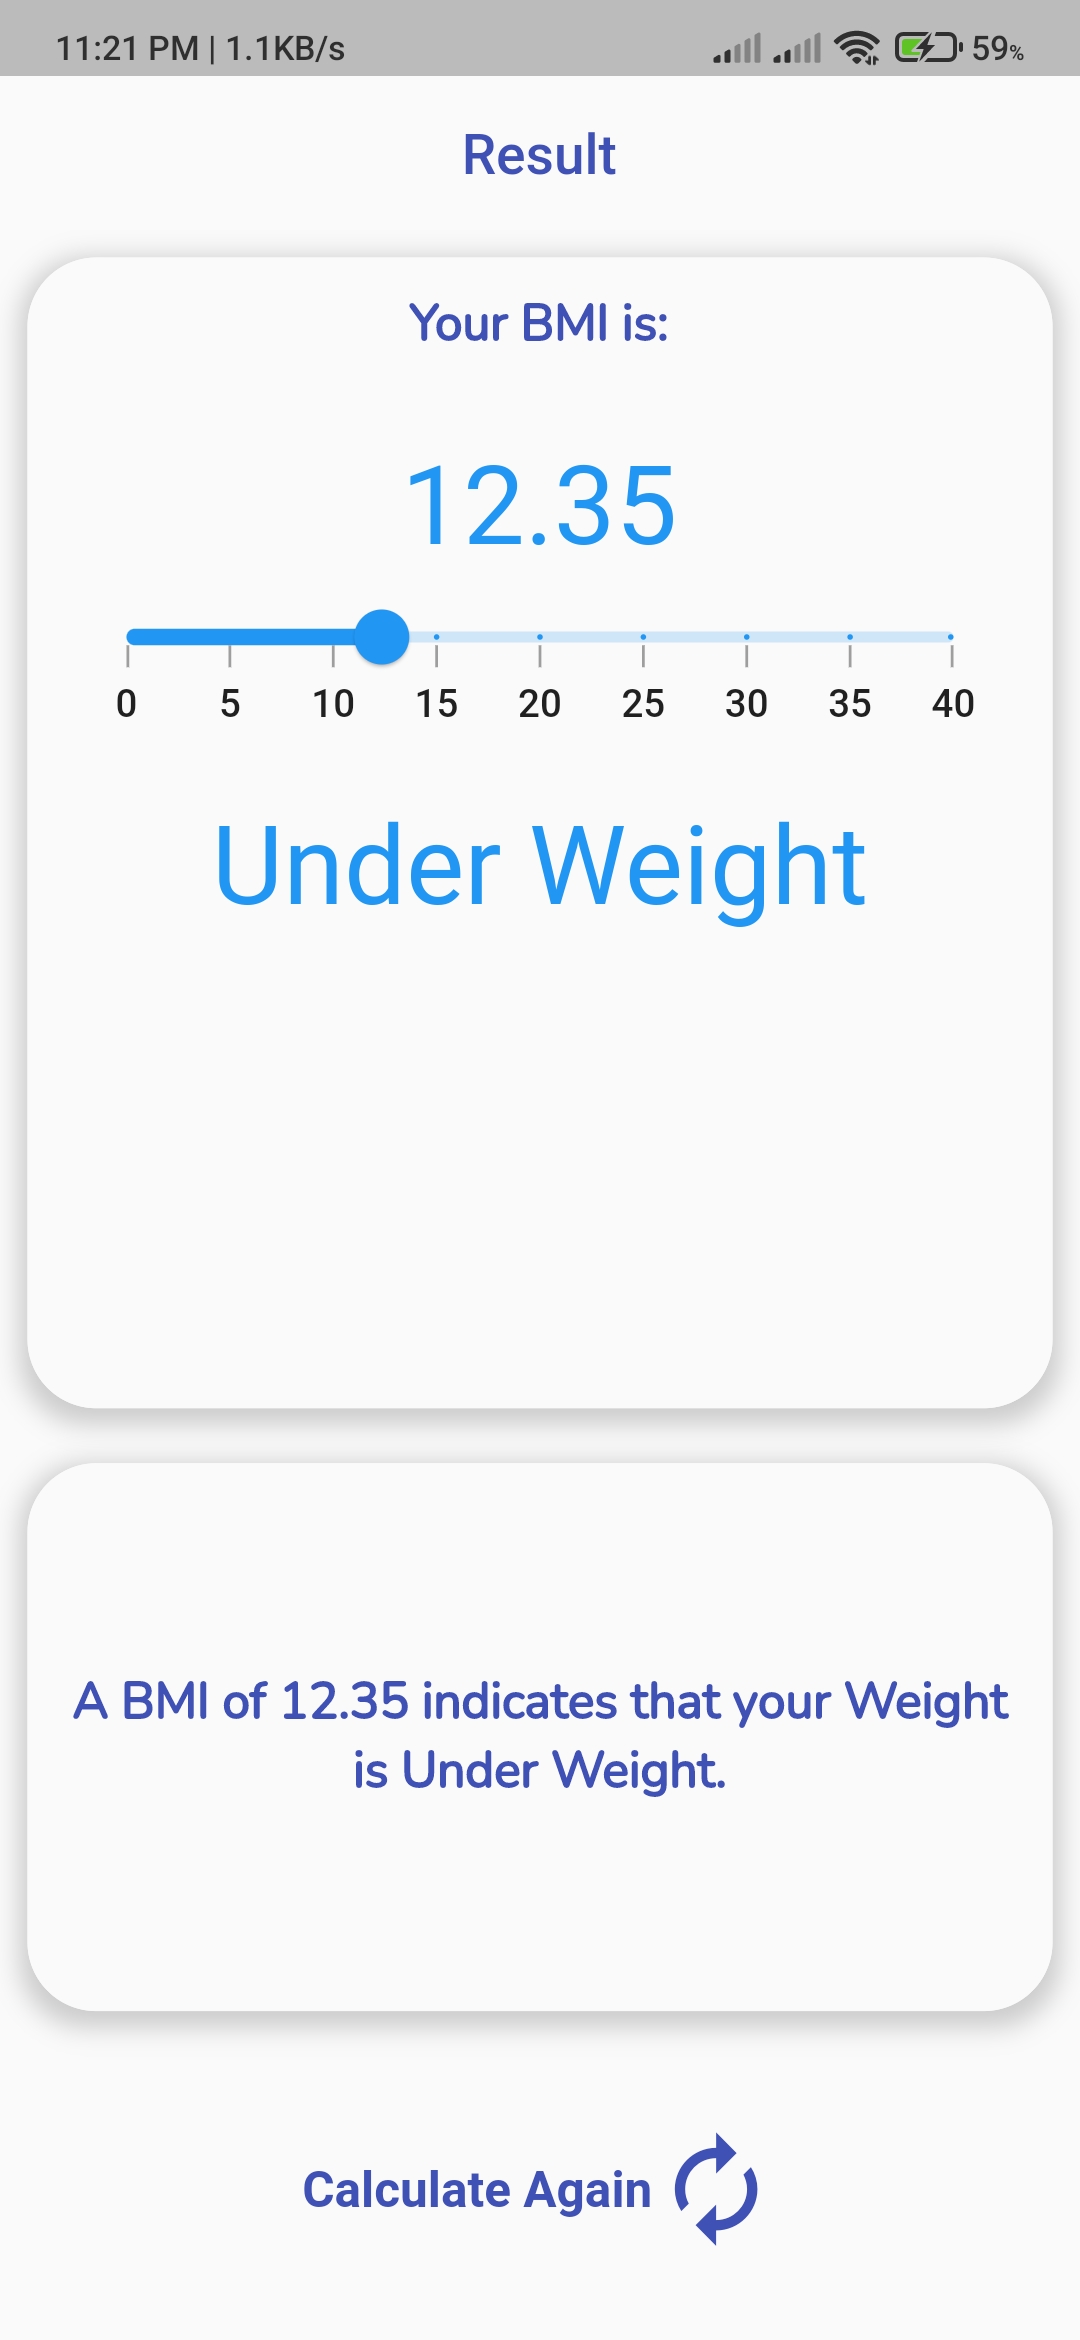 11:21 PM | 1.1KB/s 59%
Result
Your BMI is:
12.35
0 5 10 15 20 25 30 35 40
Under Weight
A BMI of 12.35 indicates that your Weight
is Under Weight.
Calculate Again